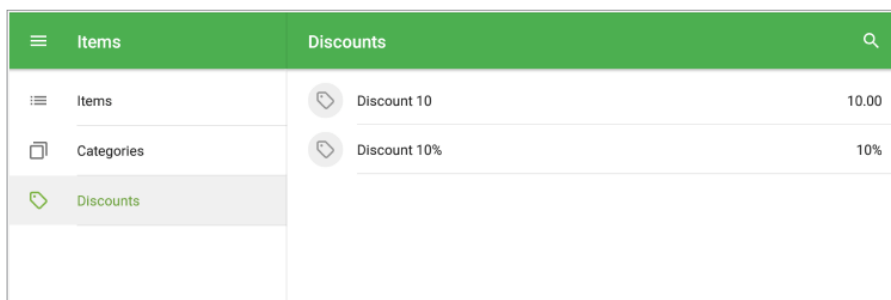 Items
Discounts
Items
Categories
Discounts
Discount 10 10.00
Discount 10% 10%